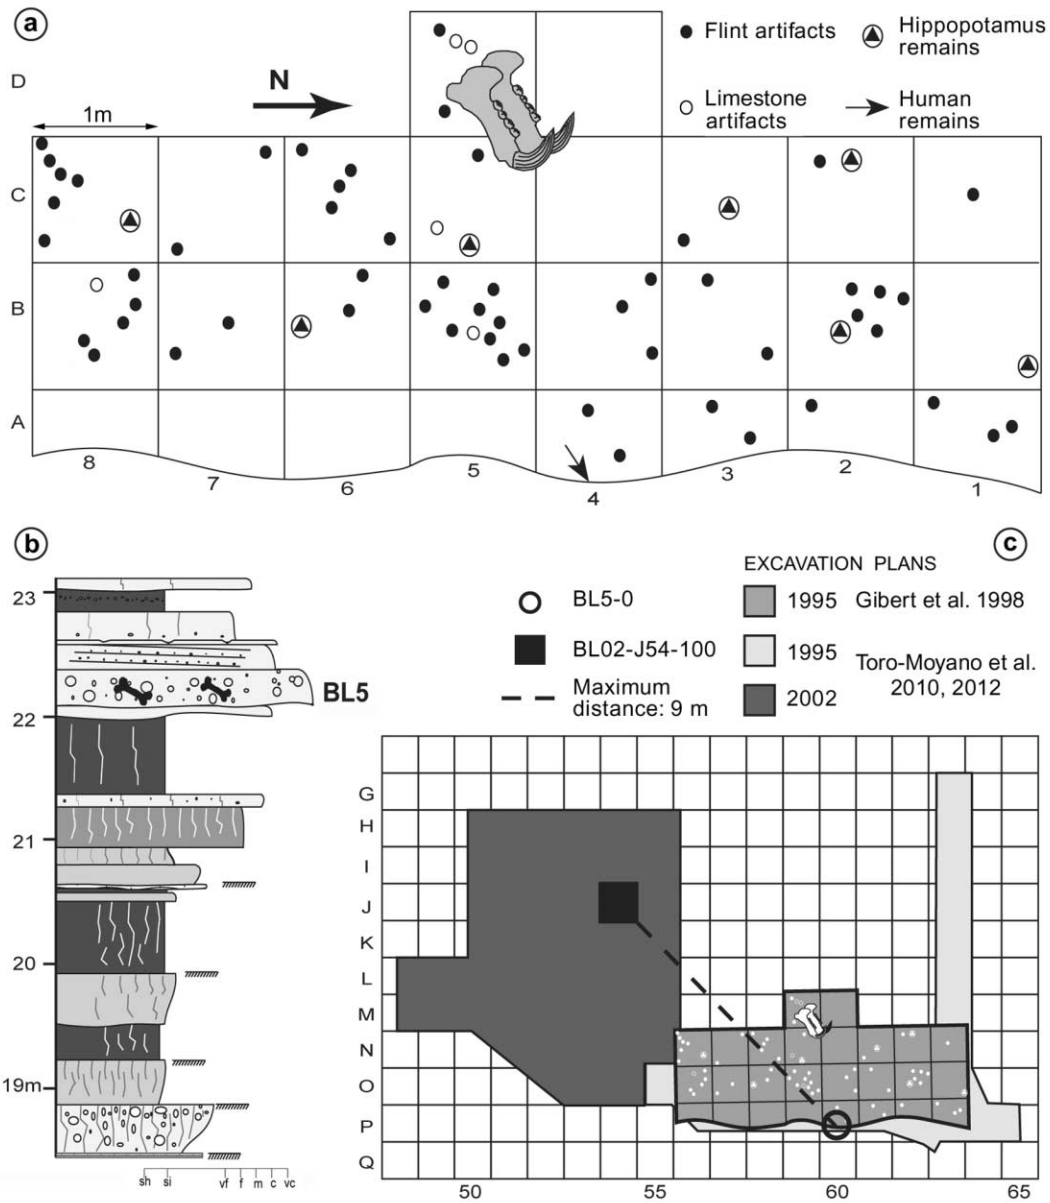 a
Flint artifacts
Hippopotamus
remains
Limestone
artifacts
Human
remains
N
1m
D
C
B
A
8
7
6
5
4
3
2
1
b
23
22
21
20
19m
BL5
sh si vf f m c vc
c
EXCAVATION PLANS
BL5-0
BL02-J54-100
Maximum
distance: 9 m
1995 Gibert et al. 1998
1995
2002
Toro-Moyano et al.
2010, 2012
G
H
I
J
K
L
M
N
O
P
Q
50 55 60 65